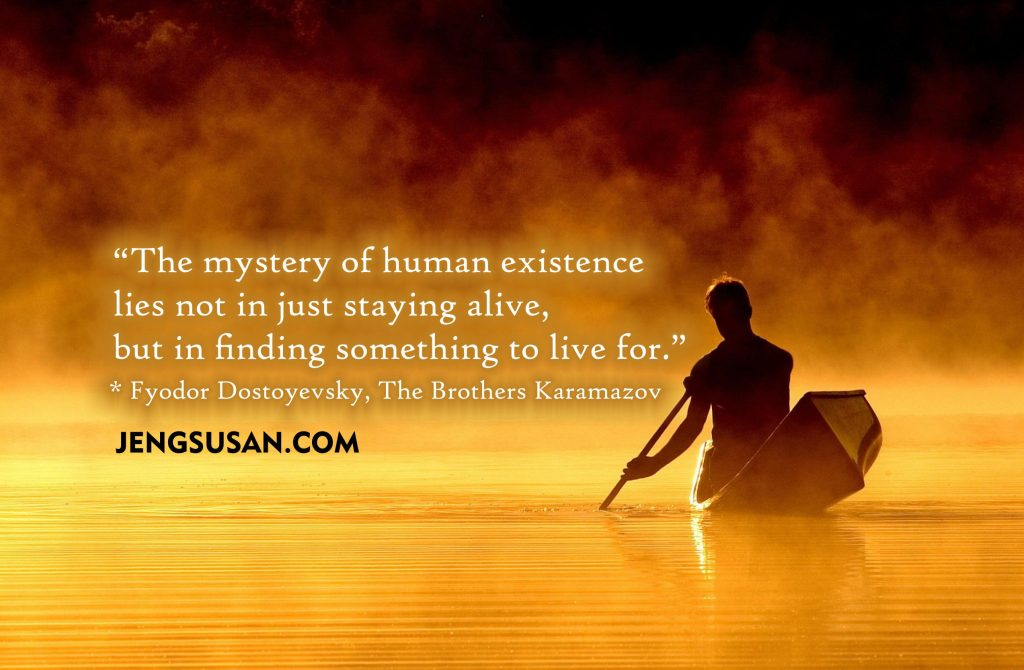 “The mystery of human existence
lies not in just staying alive,
but in finding something to live for.”
* Fyodor Dostoyevsky, The Brothers Karamazov
JENGSUSAN.COM